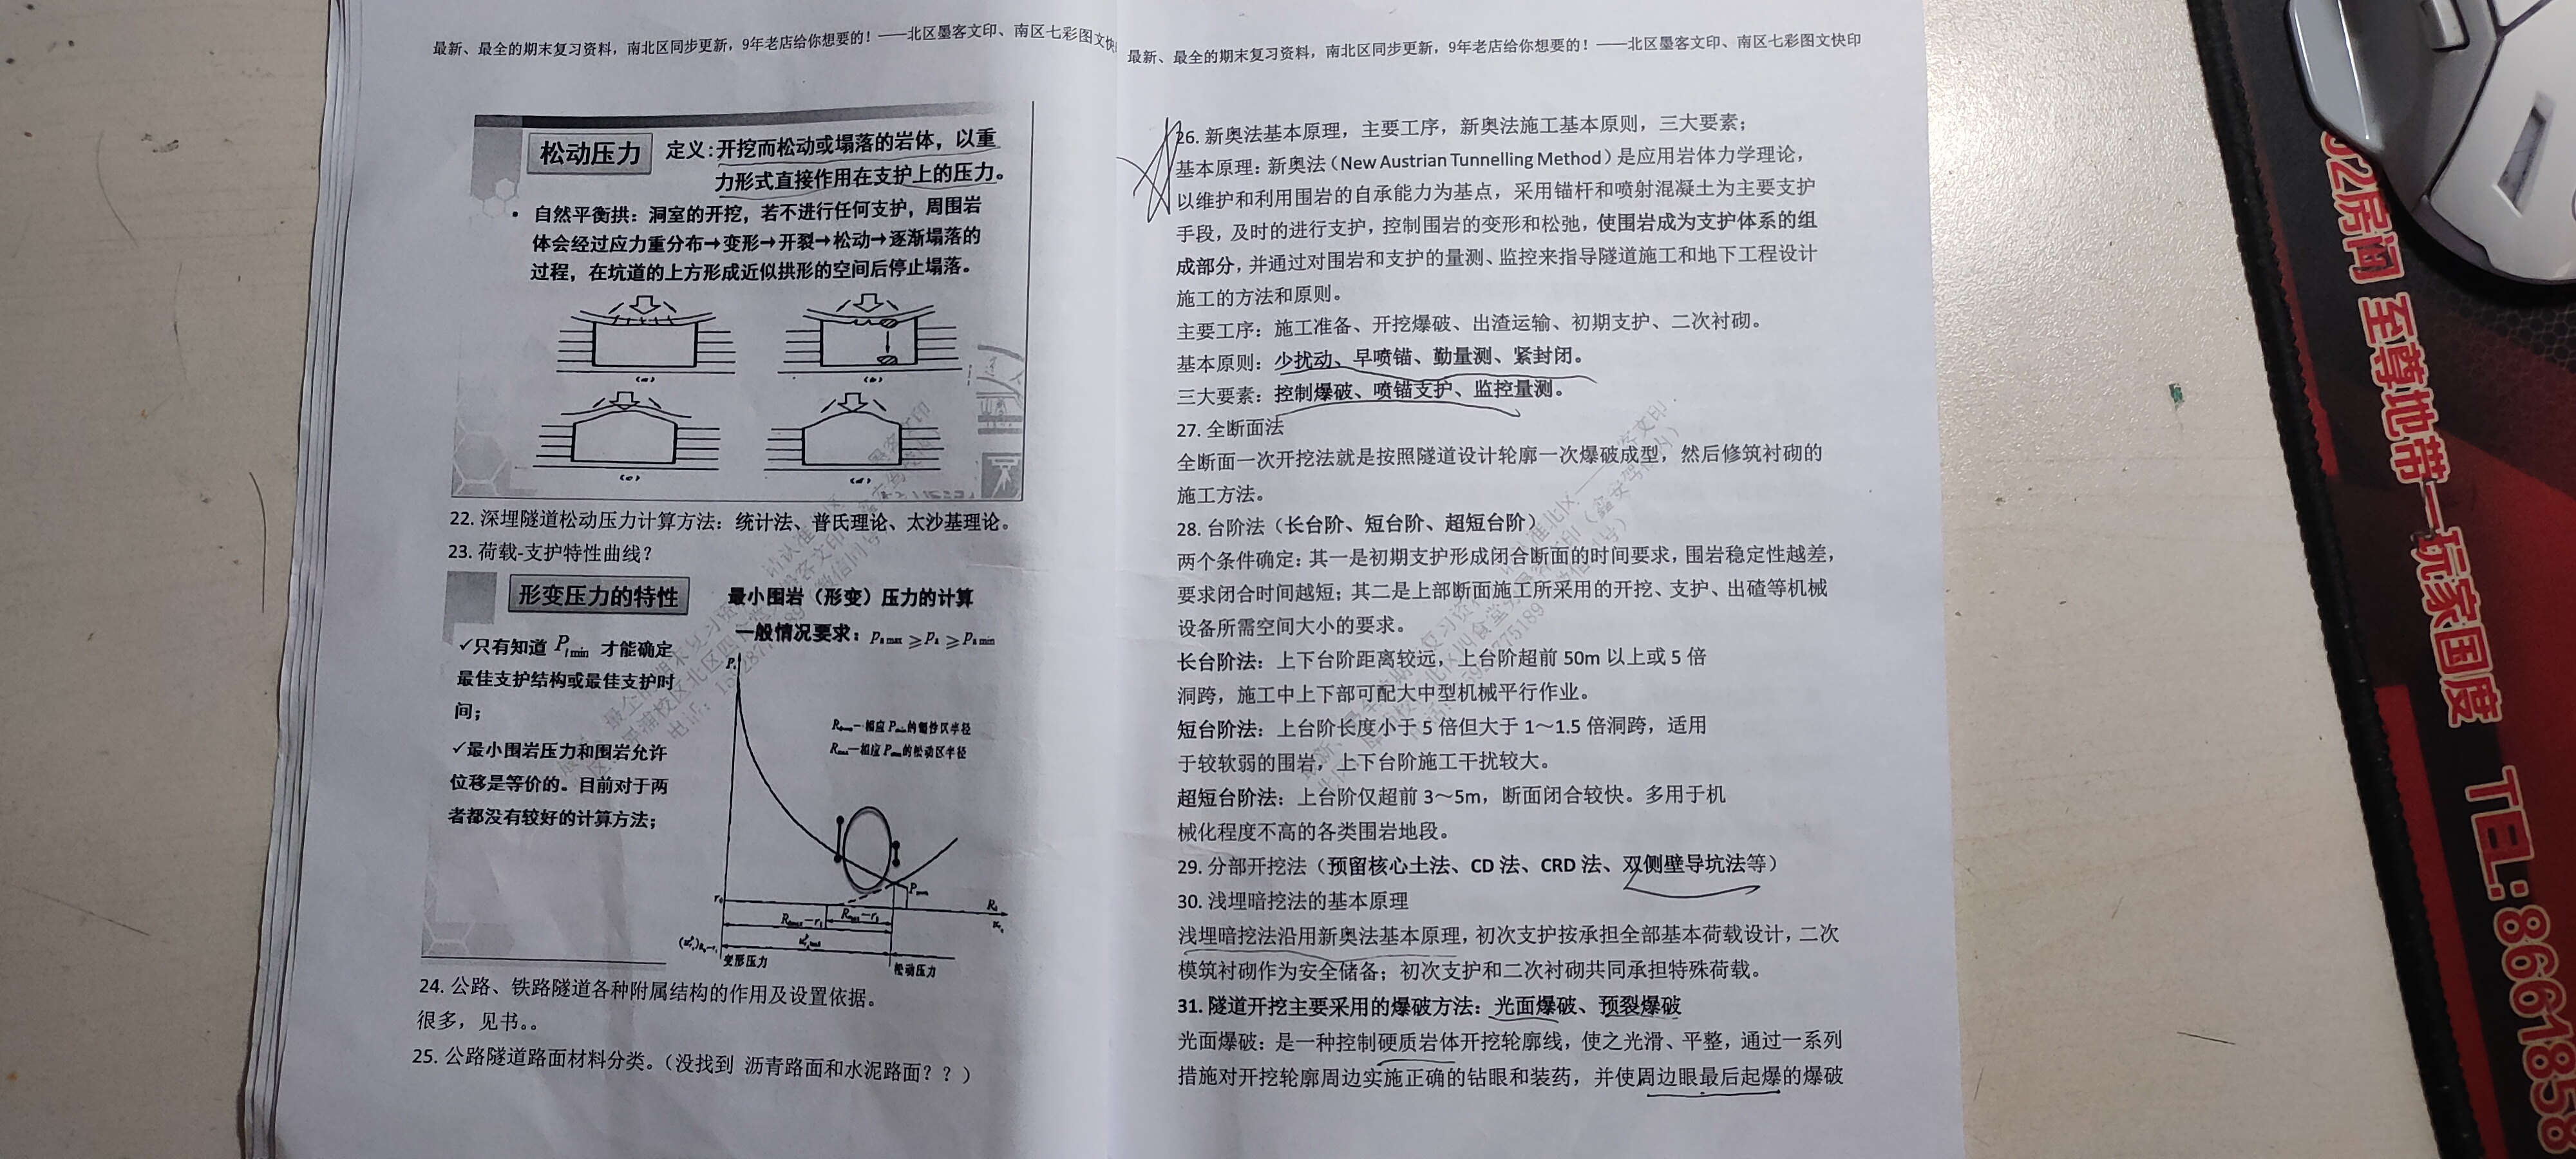 最新、最全的期末复习资料，南北区同步更新，9年老店给你想要的！——北区墨客文印、南区七彩图文快
松动压力
定义：开挖而松动或塌落的岩体，以重
力形式直接作用在支护上的压力。
• 自然平衡拱：洞室的开挖，若不进行任何支护，周围岩
体会经过应力重分布→变形→开裂→松动→逐渐塌落的
过程，在坑道的上方形成近似拱形的空间后停止塌落。
(a)
(b)
(c)
(d)
22. 深埋隧道松动压力计算方法：统计法、普氏理论、太沙基理论。
23. 荷载-支护特性曲线？
形变压力的特性
✓只有知道 Pimin 才能确定
最佳支护结构或最佳支护时
间；
✓最小围岩压力和围岩允许
位移是等价的。目前对于两
者都没有较好的计算方法；
最小围岩（形变）压力的计算
一般情况要求：pa max ≥ pa ≥ pa min
变形压力
松动压力
24. 公路、铁路隧道各种附属结构的作用及设置依据。
很多，见书。。
25. 公路隧道路面材料分类。（没找到 沥青路面和水泥路面？？）
最新、最全的期末复习资料，南北区同步更新，9年老店给你想要的！——北区墨客文印、南区七彩图文快印
26. 新奥法基本原理，主要工序，新奥法施工基本原则，三大要素；
基本原理：新奥法（New Austrian Tunnelling Method）是应用岩体力学理论，
以维护和利用围岩的自承能力为基点，采用锚杆和喷射混凝土为主要支护
手段，及时的进行支护，控制围岩的变形和松弛，使围岩成为支护体系的组
成部分，并通过对围岩和支护的量测、监控来指导隧道施工和地下工程设计
施工的方法和原则。
主要工序：施工准备、开挖爆破、出渣运输、初期支护、二次衬砌。
基本原则：少扰动、早喷锚、勤量测、紧封闭。
三大要素：控制爆破、喷锚支护、监控量测。
27. 全断面法
全断面一次开挖法就是按照隧道设计轮廓一次爆破成型，然后修筑衬砌的
施工方法。
28. 台阶法（长台阶、短台阶、超短台阶）
两个条件确定：其一是初期支护形成闭合断面的时间要求，围岩稳定性越差，
要求闭合时间越短；其二是上部断面施工所采用的开挖、支护、出碴等机械
设备所需空间大小的要求。
长台阶法：上下台阶距离较远，上台阶超前 50m 以上或 5 倍
洞跨，施工中上下部可配大中型机械平行作业。
短台阶法：上台阶长度小于 5 倍但大于 1～1.5 倍洞跨，适用
于较软弱的围岩，上下台阶施工干扰较大。
超短台阶法：上台阶仅超前 3～5m，断面闭合较快。多用于机
械化程度不高的各类围岩地段。
29. 分部开挖法（预留核心土法、CD 法、CRD 法、双侧壁导坑法等）
30. 浅埋暗挖法的基本原理
浅埋暗挖法沿用新奥法基本原理，初次支护按承担全部基本荷载设计，二次
模筑衬砌作为安全储备；初次支护和二次衬砌共同承担特殊荷载。
31. 隧道开挖主要采用的爆破方法：光面爆破、预裂爆破
光面爆破：是一种控制硬质岩体开挖轮廓线，使之光滑、平整，通过一系列
措施对开挖轮廓周边实施正确的钻眼和装药，并使周边眼最后起爆的爆破
02房间 至尊地带—玩家国度 TEL:8661858